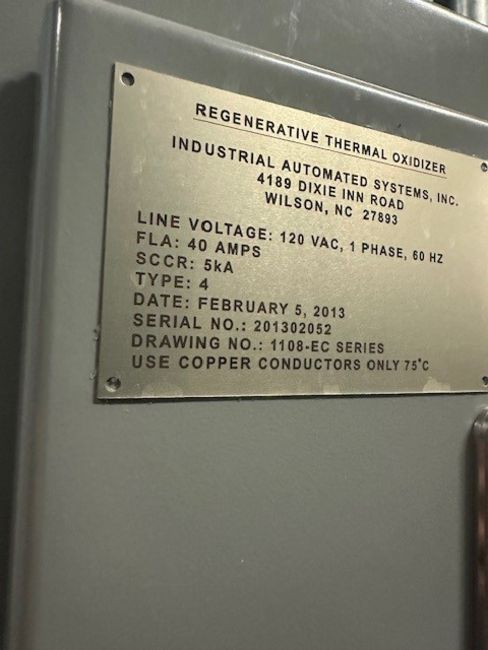 REGENERATIVE THERMAL OXIDIZER
INDUSTRIAL AUTOMATED SYSTEMS, INC.
4189 DIXIE INN ROAD
WILSON, NC 27893
LINE VOLTAGE: 120 VAC, 1 PHASE, 60 HZ
FLA: 40 AMPS
SCCR: 5kA
TYPE: 4
DATE: FEBRUARY 5, 2013
SERIAL NO.: 201302052
DRAWING NO.: 1108-EC SERIES
USE COPPER CONDUCTORS ONLY 75°C